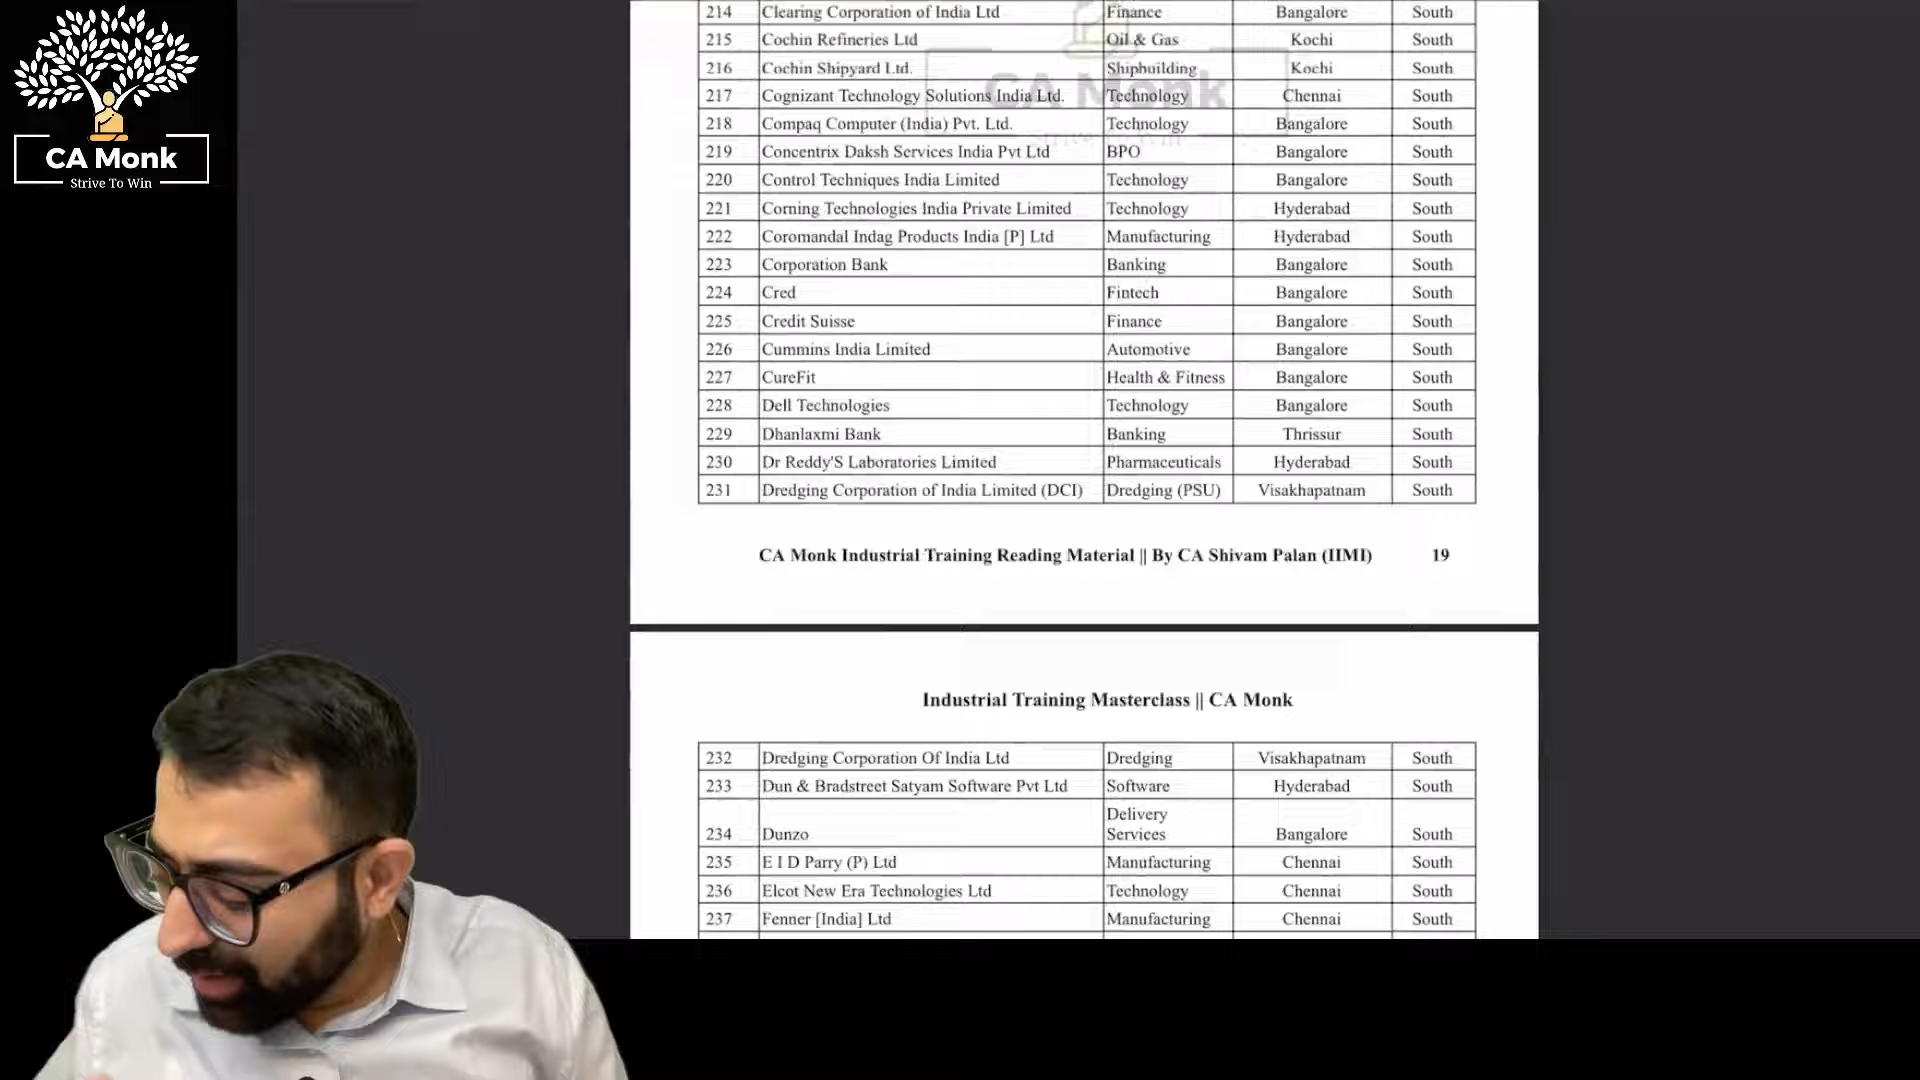 CA Monk
Strive To Win
214 Clearing Corporation of India Ltd Finance Bangalore South
215 Cochin Refineries Ltd Oil & Gas Kochi South
216 Cochin Shipyard Ltd. Shipbuilding Kochi South
217 Cognizant Technology Solutions India Ltd. Technology Chennai South
218 Compaq Computer (India) Pvt. Ltd. Technology Bangalore South
219 Concentrix Daksh Services India Pvt Ltd BPO Bangalore South
220 Control Techniques India Limited Technology Bangalore South
221 Corning Technologies India Private Limited Technology Hyderabad South
222 Coromandal Indag Products India [P] Ltd Manufacturing Hyderabad South
223 Corporation Bank Banking Bangalore South
224 Cred Fintech Bangalore South
225 Credit Suisse Finance Bangalore South
226 Cummins India Limited Automotive Bangalore South
227 CureFit Health & Fitness Bangalore South
228 Dell Technologies Technology Bangalore South
229 Dhanlaxmi Bank Banking Thrissur South
230 Dr Reddy'S Laboratories Limited Pharmaceuticals Hyderabad South
231 Dredging Corporation of India Limited (DCI) Dredging (PSU) Visakhapatnam South
CA Monk
Strive To Win
CA Monk Industrial Training Reading Material || By CA Shivam Palan (IIMI) 19
Industrial Training Masterclass || CA Monk
232 Dredging Corporation Of India Ltd Dredging Visakhapatnam South
233 Dun & Bradstreet Satyam Software Pvt Ltd Software Hyderabad South
Delivery
234 Dunzo Services Bangalore South
235 E I D Parry (P) Ltd Manufacturing Chennai South
236 Elcot New Era Technologies Ltd Technology Chennai South
237 Fenner [India] Ltd Manufacturing Chennai South